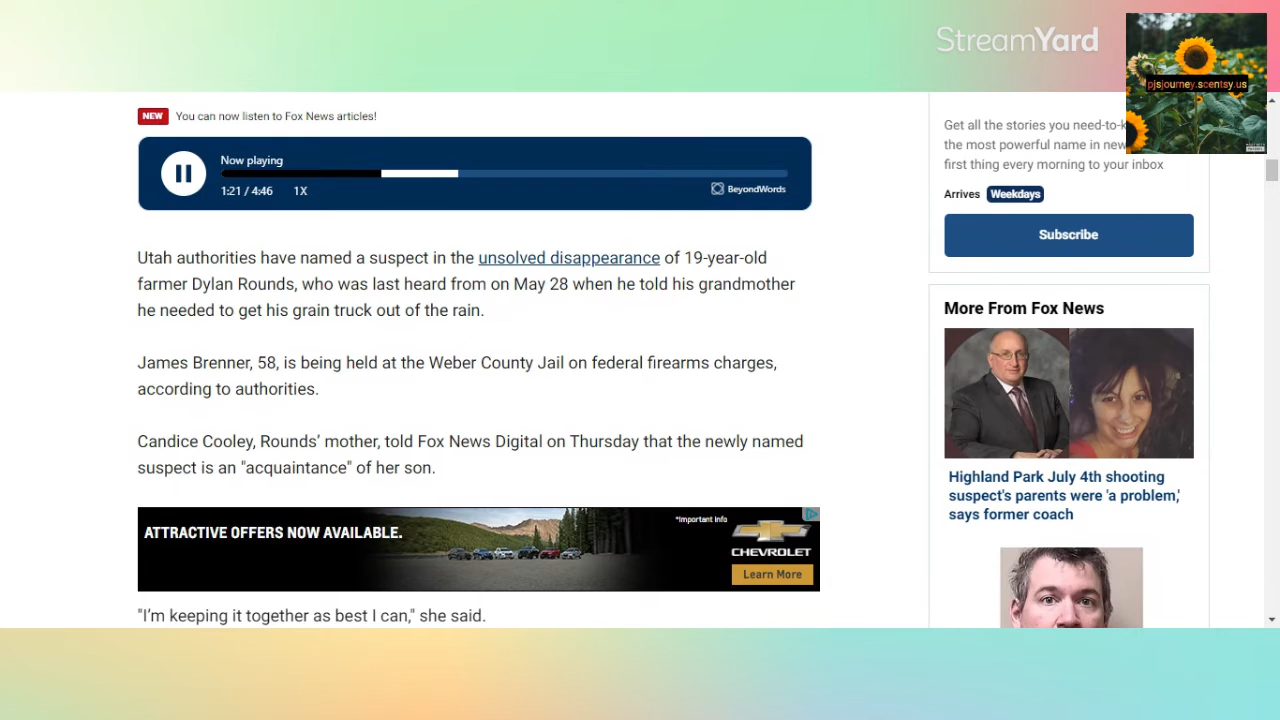 StreamYard
pjsjourney.scentsy.us
NEW You can now listen to Fox News articles!
Now playing
1:21 / 4:46 1X
BeyondWords
Utah authorities have named a suspect in the unsolved disappearance of 19-year-old
farmer Dylan Rounds, who was last heard from on May 28 when he told his grandmother
he needed to get his grain truck out of the rain.
James Brenner, 58, is being held at the Weber County Jail on federal firearms charges,
according to authorities.
Candice Cooley, Rounds' mother, told Fox News Digital on Thursday that the newly named
suspect is an "acquaintance" of her son.
ATTRACTIVE OFFERS NOW AVAILABLE.
*Important Info
CHEVROLET
Learn More
"I'm keeping it together as best I can," she said.
Get all the stories you need-to-k
the most powerful name in new
first thing every morning to your inbox
Arrives Weekdays
Subscribe
More From Fox News
Highland Park July 4th shooting
suspect's parents were 'a problem,'
says former coach